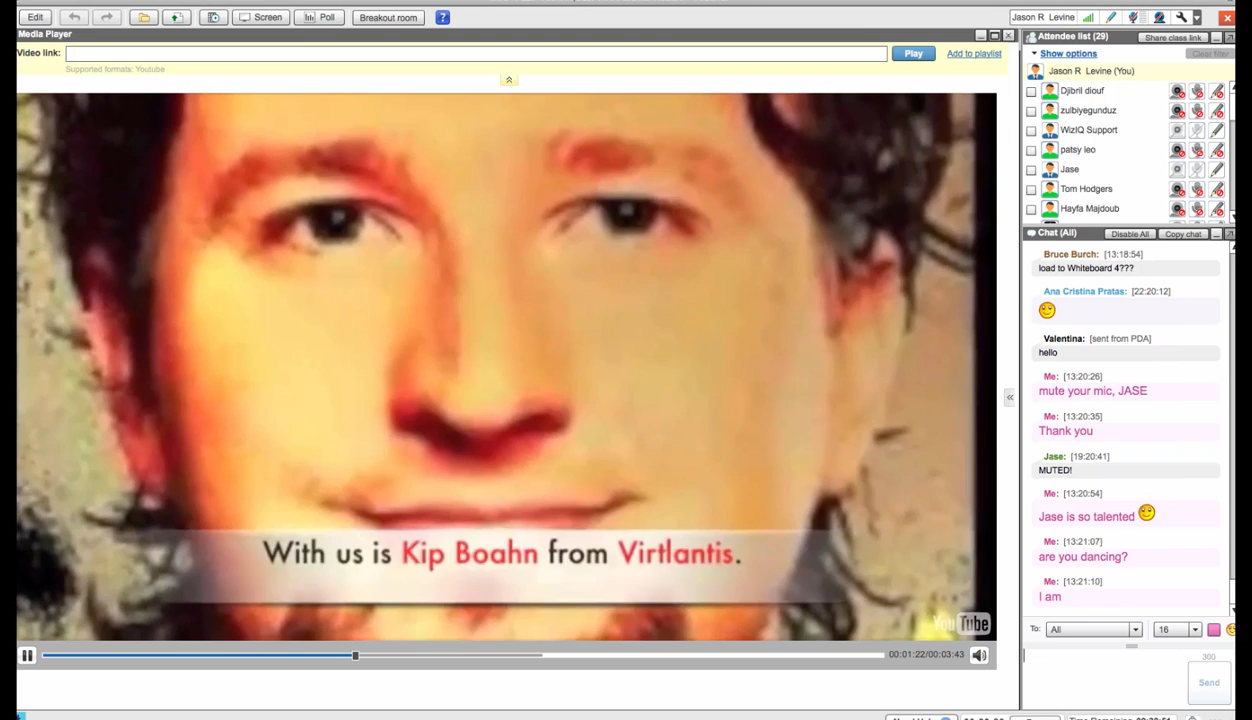 Edit
Screen
Poll
Breakout room
?
Jason R Levine
Media Player
Video link:
Play
Add to playlist
Supported formats: Youtube
With us is Kip Boahn from Virtlantis.
YouTube
00:01:22/00:03:43
Attendee list (29)
Share class link
Show options
Clear filter
Jason R Levine (You)
Djibril diouf
zulbiyegunduz
WizIQ Support
patsy leo
Jase
Tom Hodgers
Hayfa Majdoub
Chat (All)
Disable All
Copy chat
Bruce Burch: [13:18:54]
load to Whiteboard 4???
Ana Cristina Pratas: [22:20:12]
Valentina: [sent from PDA]
hello
Me: [13:20:26]
mute your mic, JASE
Me: [13:20:35]
Thank you
Jase: [19:20:41]
MUTED!
Me: [13:20:54]
Jase is so talented
Me: [13:21:07]
are you dancing?
Me: [13:21:10]
I am
To: All
16
300
Send